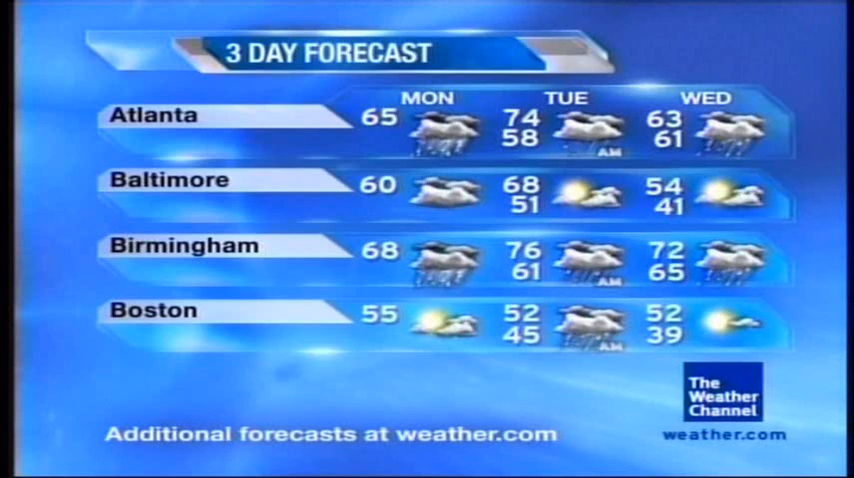 3 DAY FORECAST
MON TUE WED
Atlanta 65 74 63
58 AM 61
Baltimore 60 68 54
51 41
Birmingham 68 76 72
61 AM 65
Boston 55 52 52
45 AM 39
The
Weather
Channel
Additional forecasts at weather.com weather.com